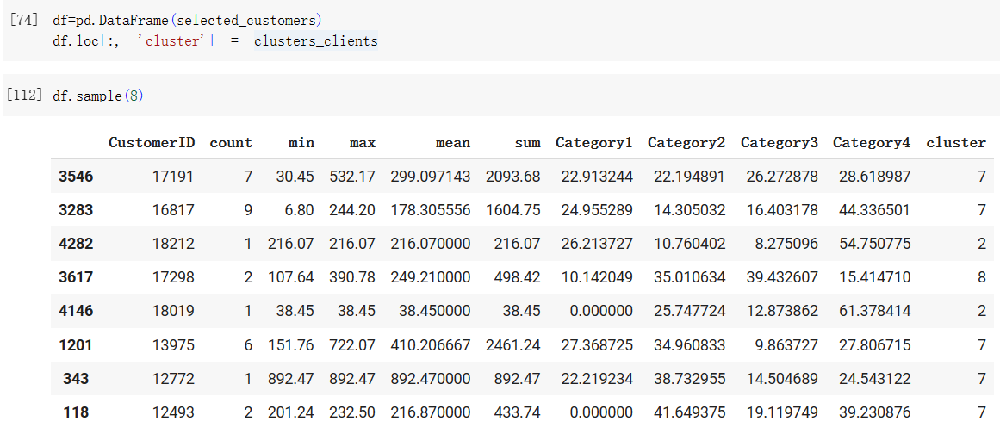 [74] df=pd.DataFrame(selected_customers)
df.loc[:, 'cluster'] = clusters_clients
[112] df.sample(8)
CustomerID count min max mean sum Category1 Category2 Category3 Category4 cluster
3546 17191 7 30.45 532.17 299.097143 2093.68 22.913244 22.194891 26.272878 28.618987 7
3283 16817 9 6.80 244.20 178.305556 1604.75 24.955289 14.305032 16.403178 44.336501 7
4282 18212 1 216.07 216.07 216.070000 216.07 26.213727 10.760402 8.275096 54.750775 2
3617 17298 2 107.64 390.78 249.210000 498.42 10.142049 35.010634 39.432607 15.414710 8
4146 18019 1 38.45 38.45 38.450000 38.45 0.000000 25.747724 12.873862 61.378414 2
1201 13975 6 151.76 722.07 410.206667 2461.24 27.368725 34.960833 9.863727 27.806715 7
343 12772 1 892.47 892.47 892.470000 892.47 22.219234 38.732955 14.504689 24.543122 7
118 12493 2 201.24 232.50 216.870000 433.74 0.000000 41.649375 19.119749 39.230876 7